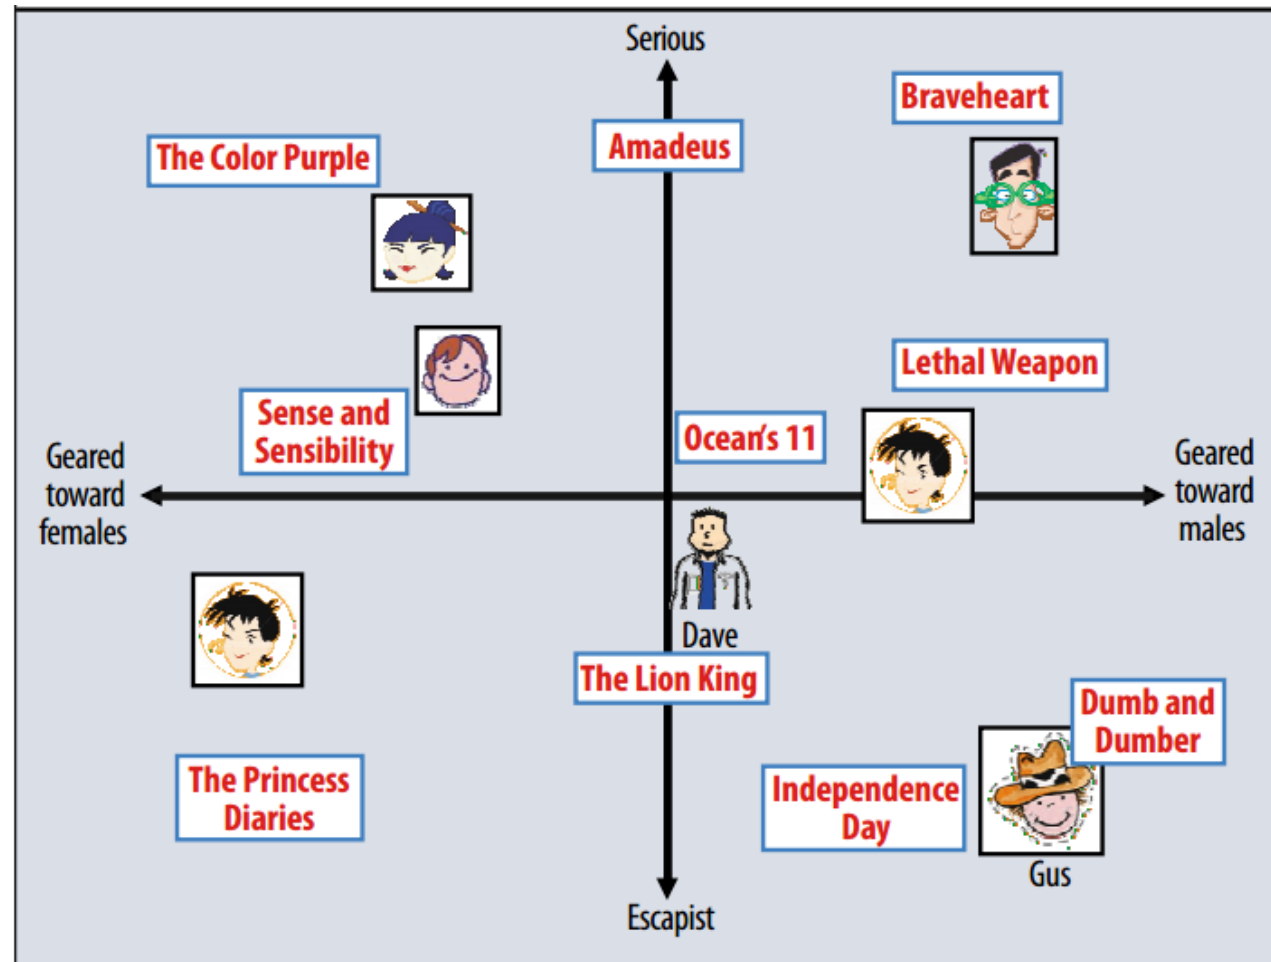 Serious
Braveheart
Amadeus
The Color Purple
Lethal Weapon
Sense and
Sensibility
Ocean's 11
Geared
toward
females
Geared
toward
males
Dave
The Lion King
Dumb and
Dumber
The Princess
Diaries
Independence
Day
Gus
Escapist